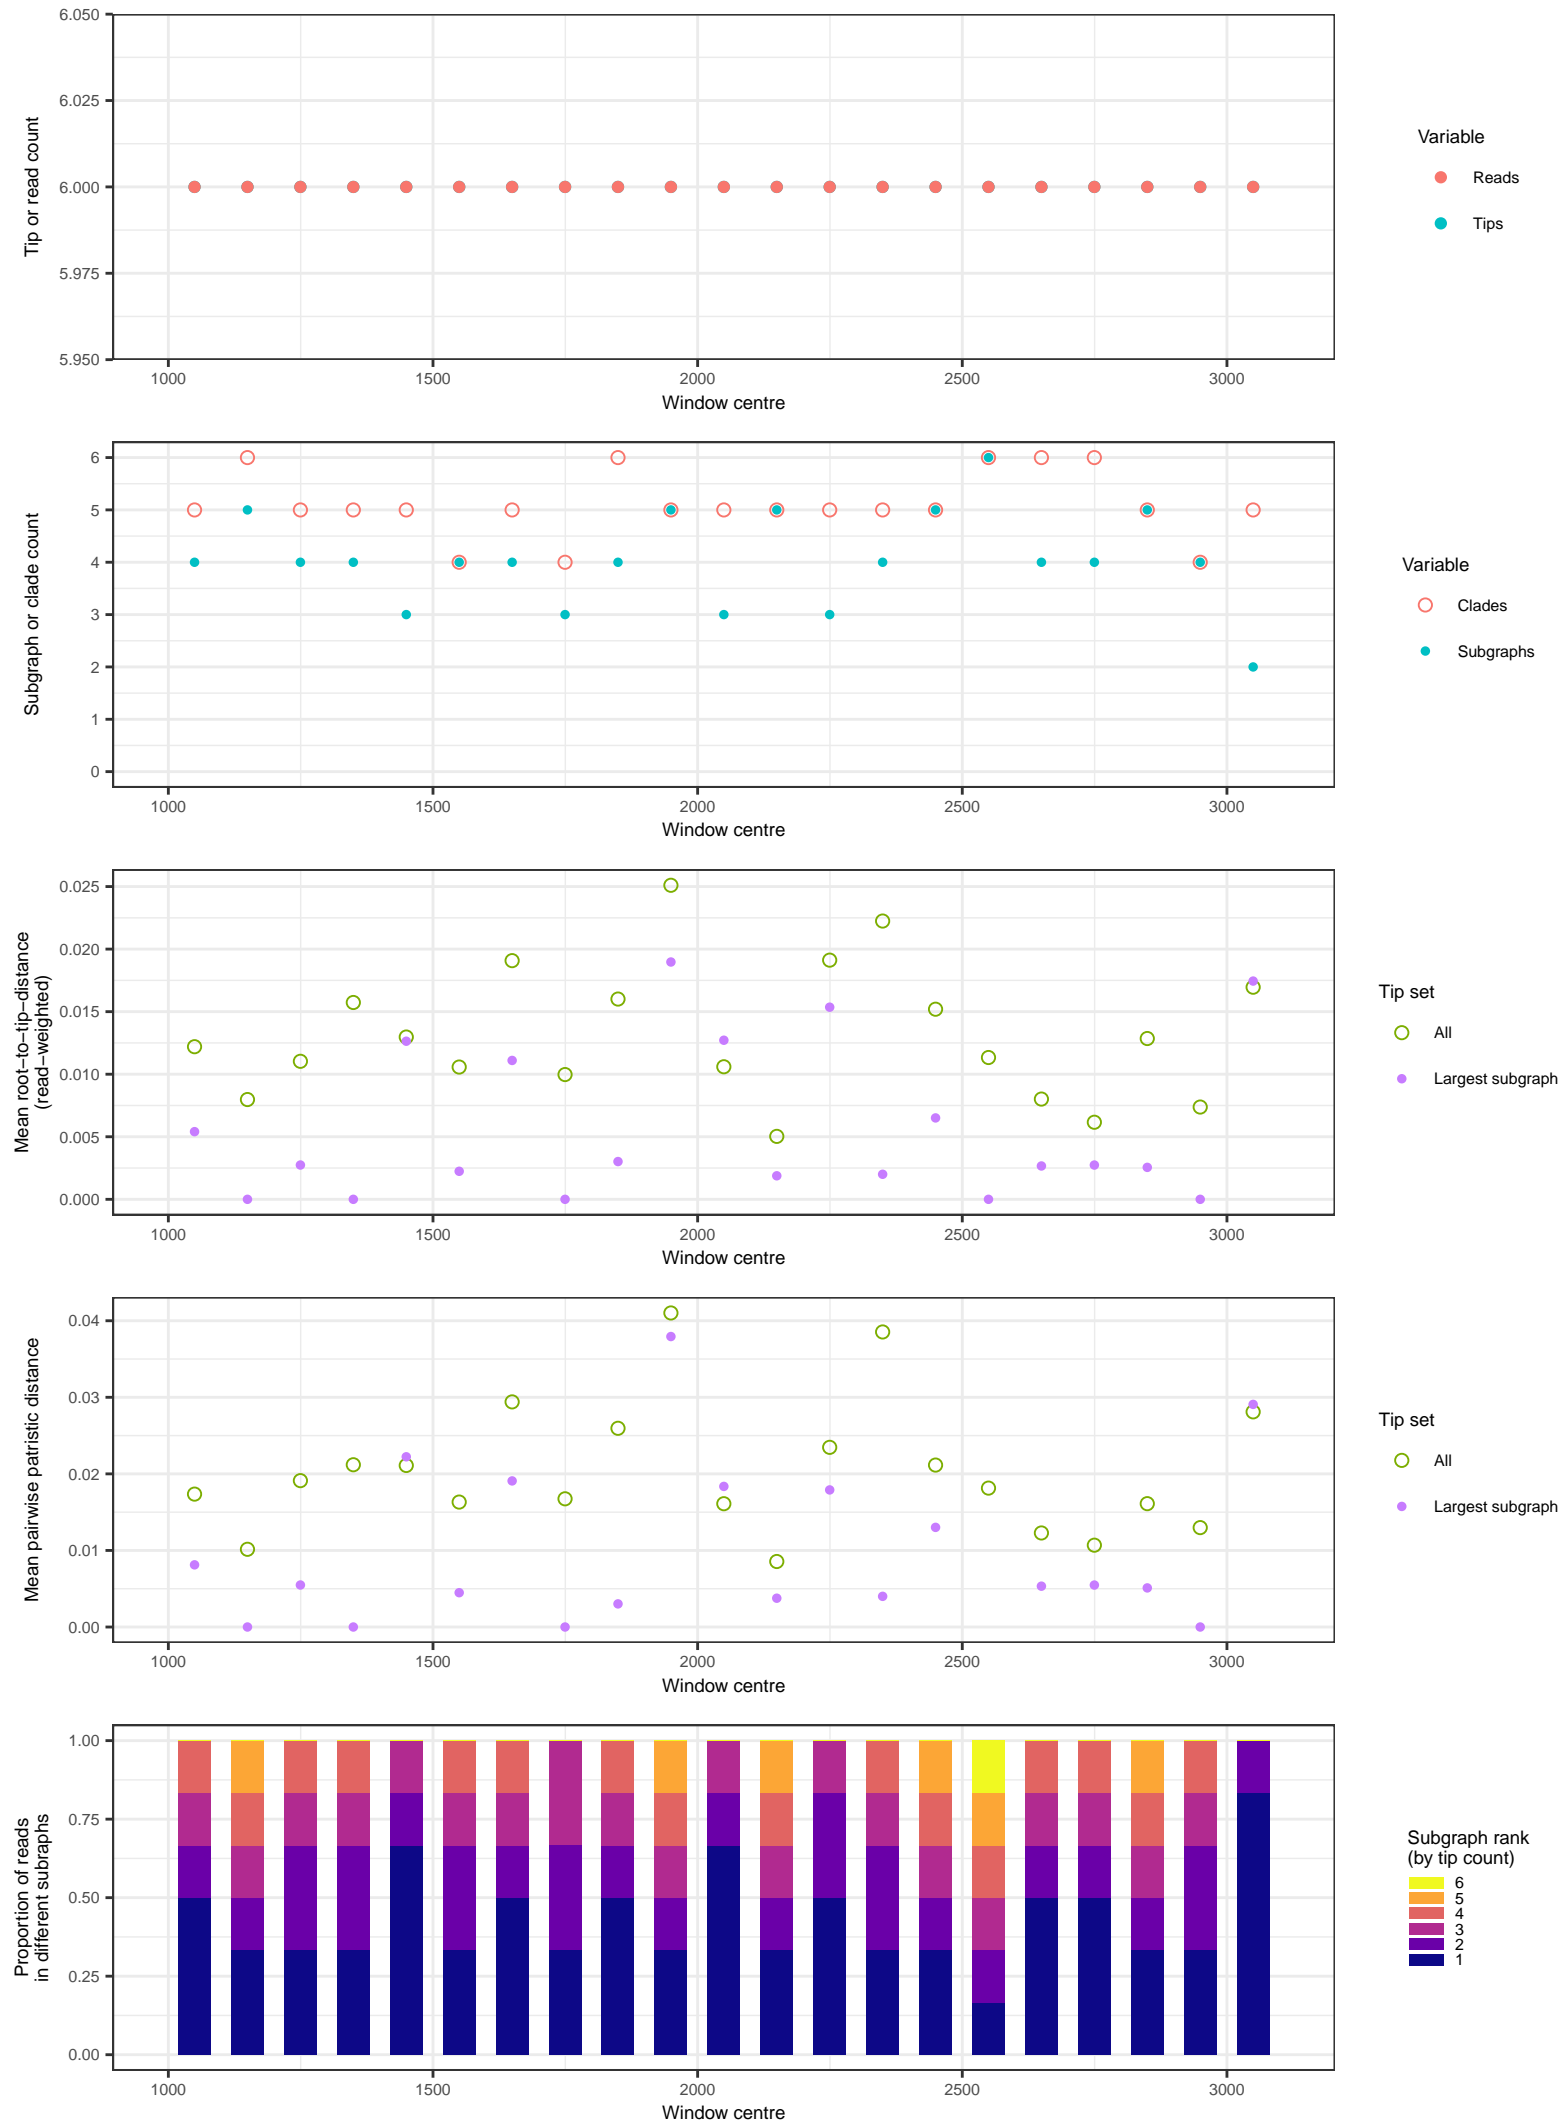 6.050
6.025
6.000
5.975
5.950
Tip or read count
1000 1500 2000 2500 3000
Window centre
Variable
Reads
Tips
6
5
4
3
2
1
0
Subgraph or clade count
1000 1500 2000 2500 3000
Window centre
Variable
Clades
Subgraphs
0.025
0.020
0.015
0.010
0.005
0.000
Mean root−to−tip−distance
(read−weighted)
1000 1500 2000 2500 3000
Window centre
Tip set
All
Largest subgraph
0.04
0.03
0.02
0.01
0.00
Mean pairwise patristic distance
1000 1500 2000 2500 3000
Window centre
Tip set
All
Largest subgraph
1.00
0.75
0.50
0.25
0.00
Proportion of reads
in different subraphs
1000 1500 2000 2500 3000
Window centre
Subgraph rank
(by tip count)
6
5
4
3
2
1